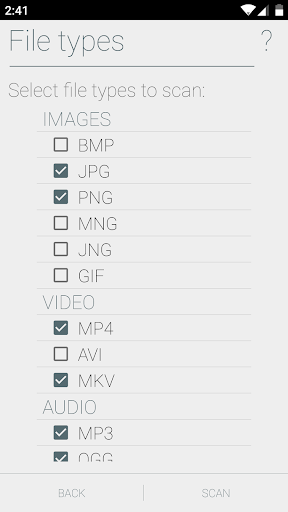 2:41
File types ?
Select file types to scan:
IMAGES
BMP
JPG
PNG
MNG
JNG
GIF
VIDEO
MP4
AVI
MKV
AUDIO
MP3
OGG
BACK SCAN